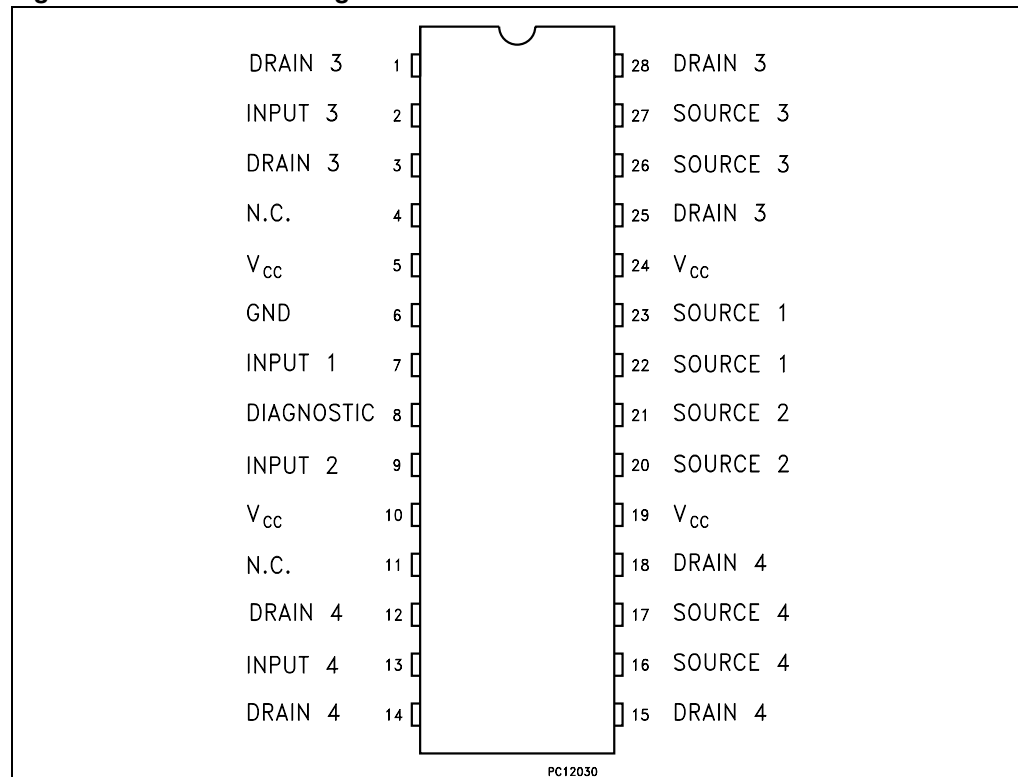 DRAIN 3 1 28 DRAIN 3
INPUT 3 2 27 SOURCE 3
DRAIN 3 3 26 SOURCE 3
N.C. 4 25 DRAIN 3
VCC 5 24 VCC
GND 6 23 SOURCE 1
INPUT 1 7 22 SOURCE 1
DIAGNOSTIC 8 21 SOURCE 2
INPUT 2 9 20 SOURCE 2
VCC 10 19 VCC
N.C. 11 18 DRAIN 4
DRAIN 4 12 17 SOURCE 4
INPUT 4 13 16 SOURCE 4
DRAIN 4 14 15 DRAIN 4
PC12030